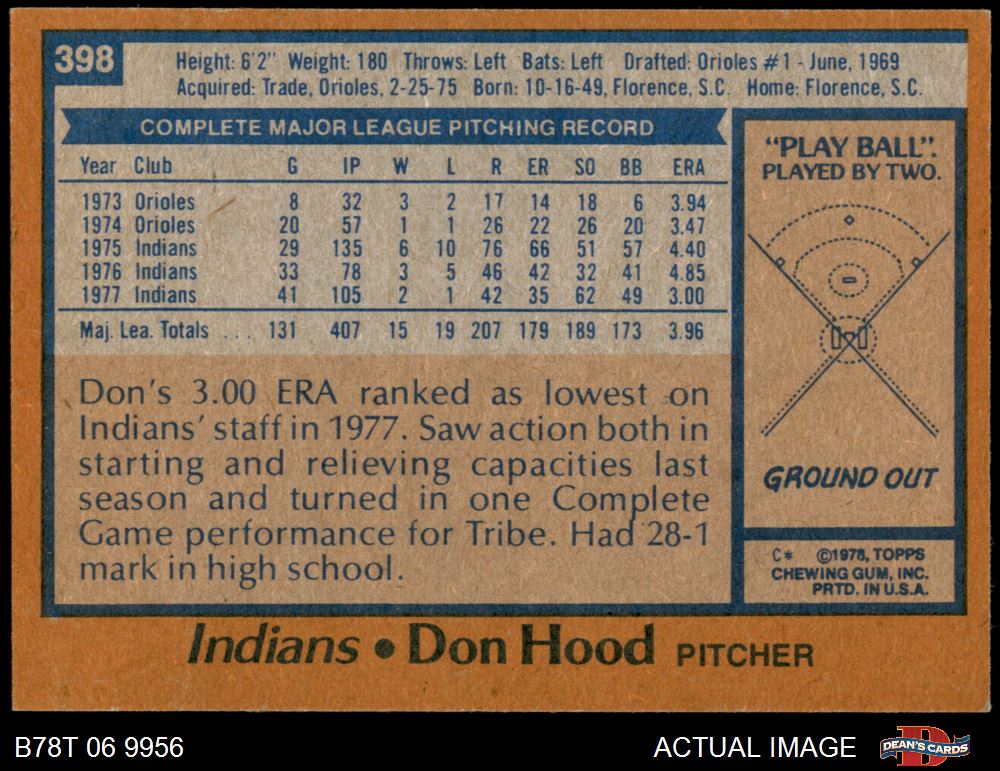 398
Height: 6'2" Weight: 180 Throws: Left Bats: Left Drafted: Orioles #1 - June, 1969
Acquired: Trade, Orioles, 2-25-75 Born: 10-16-49, Florence, S.C. Home: Florence, S.C.
COMPLETE MAJOR LEAGUE PITCHING RECORD
Year Club G IP W L R ER SO BB ERA
1973 Orioles 8 32 3 2 17 14 18 6 3.94
1974 Orioles 20 57 1 1 26 22 26 20 3.47
1975 Indians 29 135 6 10 76 66 51 57 4.40
1976 Indians 33 78 3 5 46 42 32 41 4.85
1977 Indians 41 105 2 1 42 35 62 49 3.00
Maj. Lea. Totals . . . 131 407 15 19 207 179 189 173 3.96
Don's 3.00 ERA ranked as lowest on
Indians' staff in 1977. Saw action both in
starting and relieving capacities last
season and turned in one Complete
Game performance for Tribe. Had 28-1
mark in high school.
"PLAY BALL".
PLAYED BY TWO.
GROUND OUT
C* ©1978, TOPPS
CHEWING GUM, INC.
PRTD. IN U.S.A.
Indians • Don Hood PITCHER
B78T 06 9956
ACTUAL IMAGE
DEAN'S CARDS